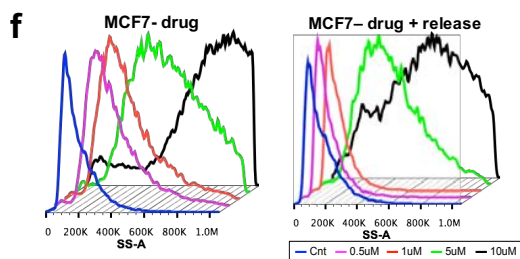 f
MCF7- drug
MCF7– drug + release
0 200K 400K 600K 800K 1.0M
SS-A
0 200K 400K 600K 800K 1.0M
SS-A
Cnt 0.5uM 1uM 5uM 10uM